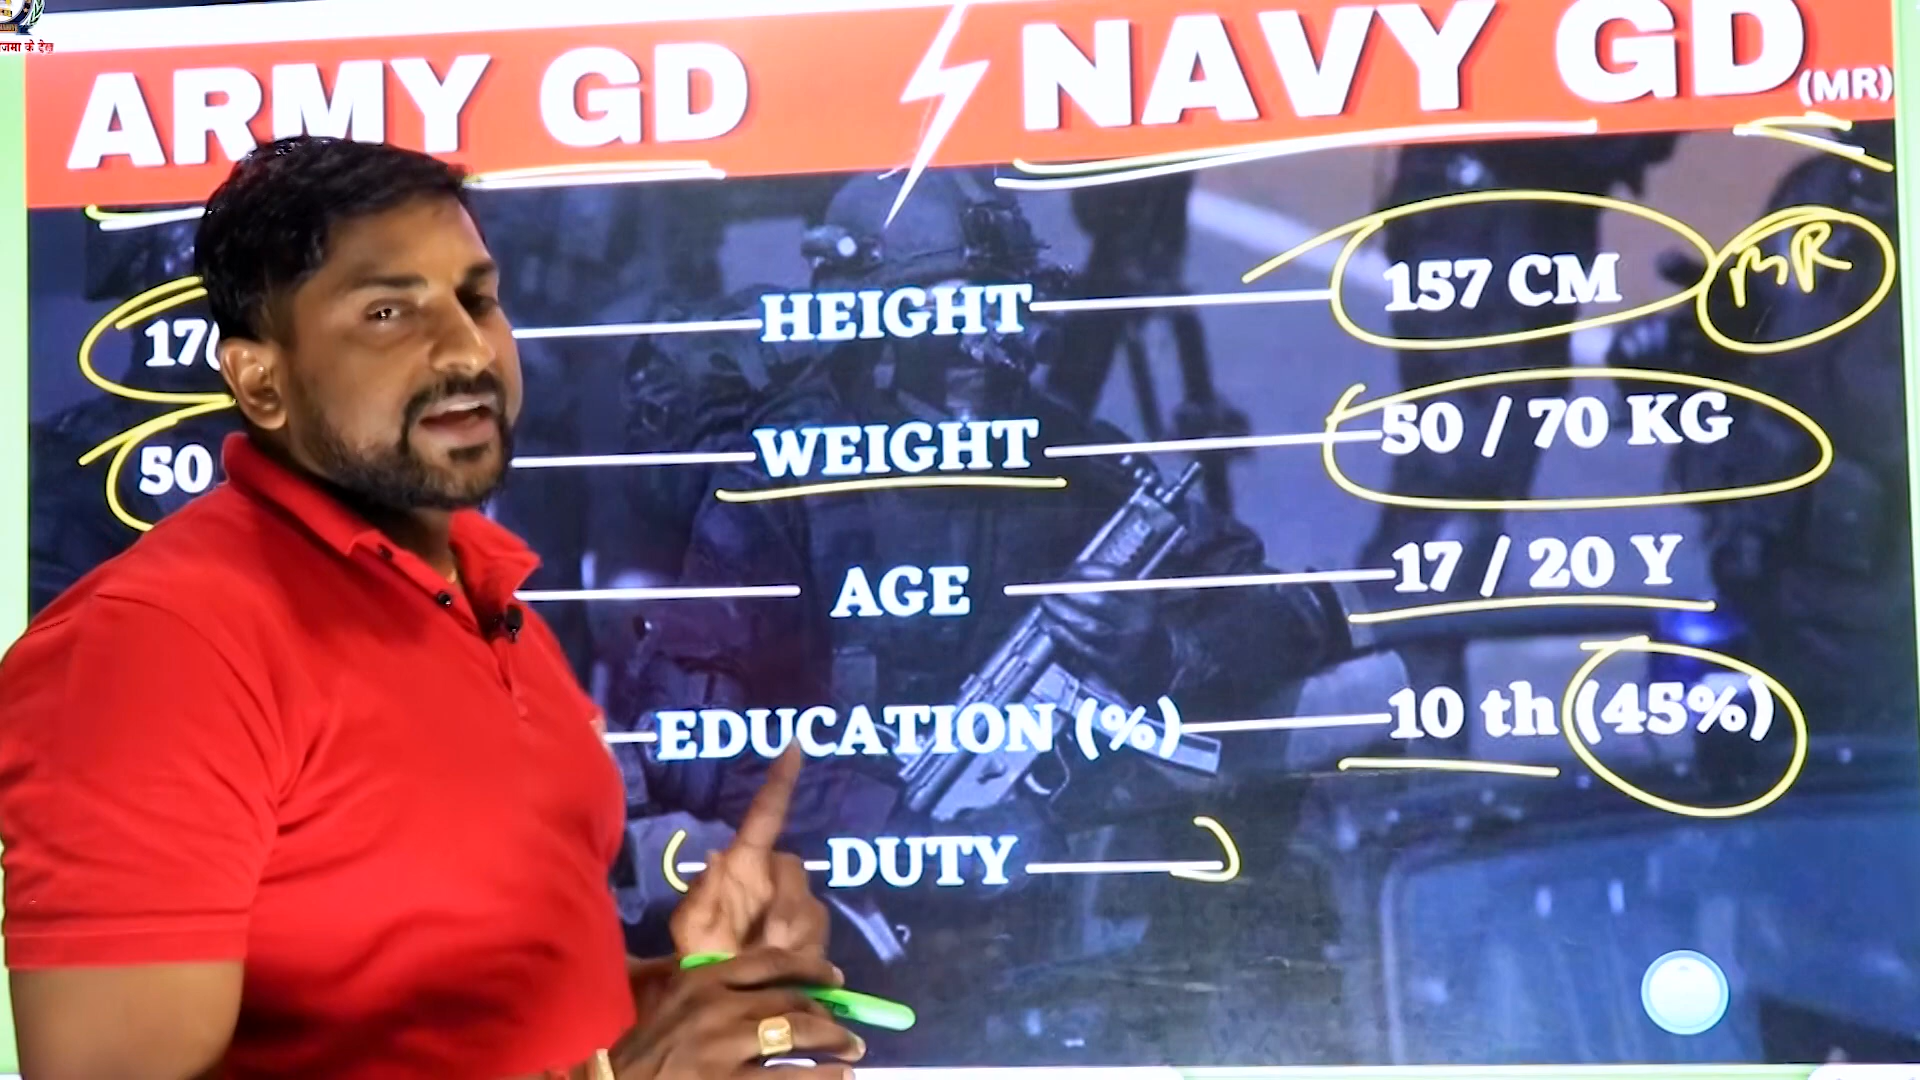 जमा के देख
ARMY GD NAVY GD (MR)
HEIGHT 157 CM MR
50 WEIGHT 50 / 70 KG
AGE 17 / 20 Y
EDUCATION (%) 10 th (45%)
DUTY